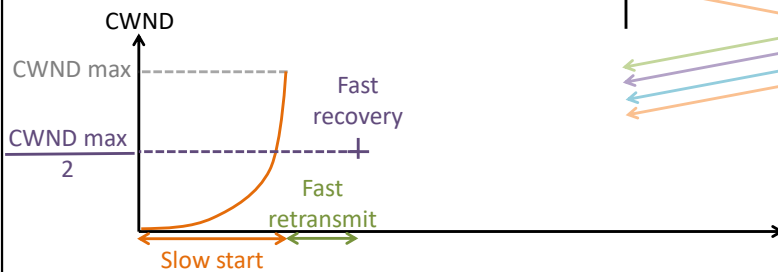 CWND
CWND max
Fast
recovery
CWND max
2
Fast
retransmit
Slow start